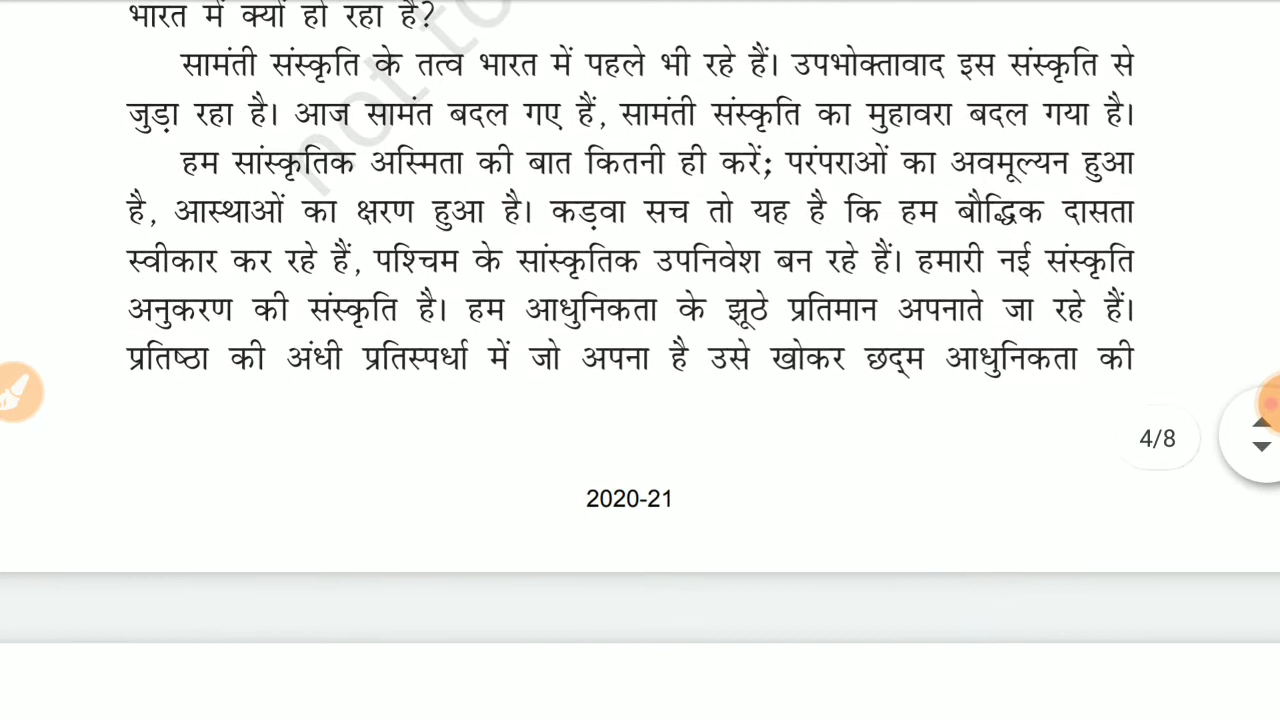 भारत में क्यों हो रहा है?
not to
सामंती संस्कृति के तत्व भारत में पहले भी रहे हैं। उपभोक्तावाद इस संस्कृति से
जुड़ा रहा है। आज सामंत बदल गए हैं, सामंती संस्कृति का मुहावरा बदल गया है।
हम सांस्कृतिक अस्मिता की बात कितनी ही करें; परंपराओं का अवमूल्यन हुआ
है, आस्थाओं का क्षरण हुआ है। कड़वा सच तो यह है कि हम बौद्धिक दासता
स्वीकार कर रहे हैं, पश्चिम के सांस्कृतिक उपनिवेश बन रहे हैं। हमारी नई संस्कृति
अनुकरण की संस्कृति है। हम आधुनिकता के झूठे प्रतिमान अपनाते जा रहे हैं।
प्रतिष्ठा की अंधी प्रतिस्पर्धा में जो अपना है उसे खोकर छद्म आधुनिकता की
4/8
2020-21